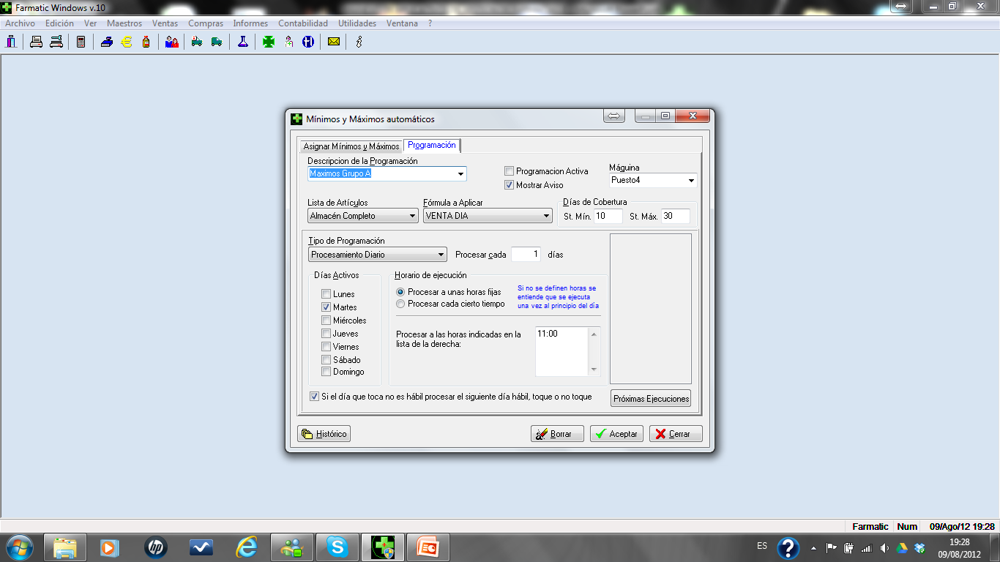 Farmatic Windows v.10
Archivo Edición Ver Maestros Ventas Compras Informes Contabilidad Utilidades Ventana ?
Mínimos y Máximos automáticos
Asignar Mínimos y Máximos Programación
Descripcion de la Programación
Maximos Grupo A
Programacion Activa
Mostrar Aviso
Máquina
Puesto4
Lista de Artículos
Almacén Completo
Fórmula a Aplicar
VENTA DIA
Días de Cobertura
St. Mín. 10 St. Máx. 30
Tipo de Programación
Procesamiento Diario Procesar cada 1 días
Días Activos
Lunes
Martes
Miércoles
Jueves
Viernes
Sábado
Domingo
Horario de ejecución
Procesar a unas horas fijas
Procesar cada cierto tiempo
Si no se definen horas se
entiende que se ejecuta
una vez al principio del día
Procesar a las horas indicadas en la
lista de la derecha:
11:00
Si el día que toca no es hábil procesar el siguiente día hábil, toque o no toque
Próximas Ejecuciones
Histórico Borrar Aceptar Cerrar
Farmatic Num 09/Ago/12 19:28
hp
ES
19:28
09/08/2012